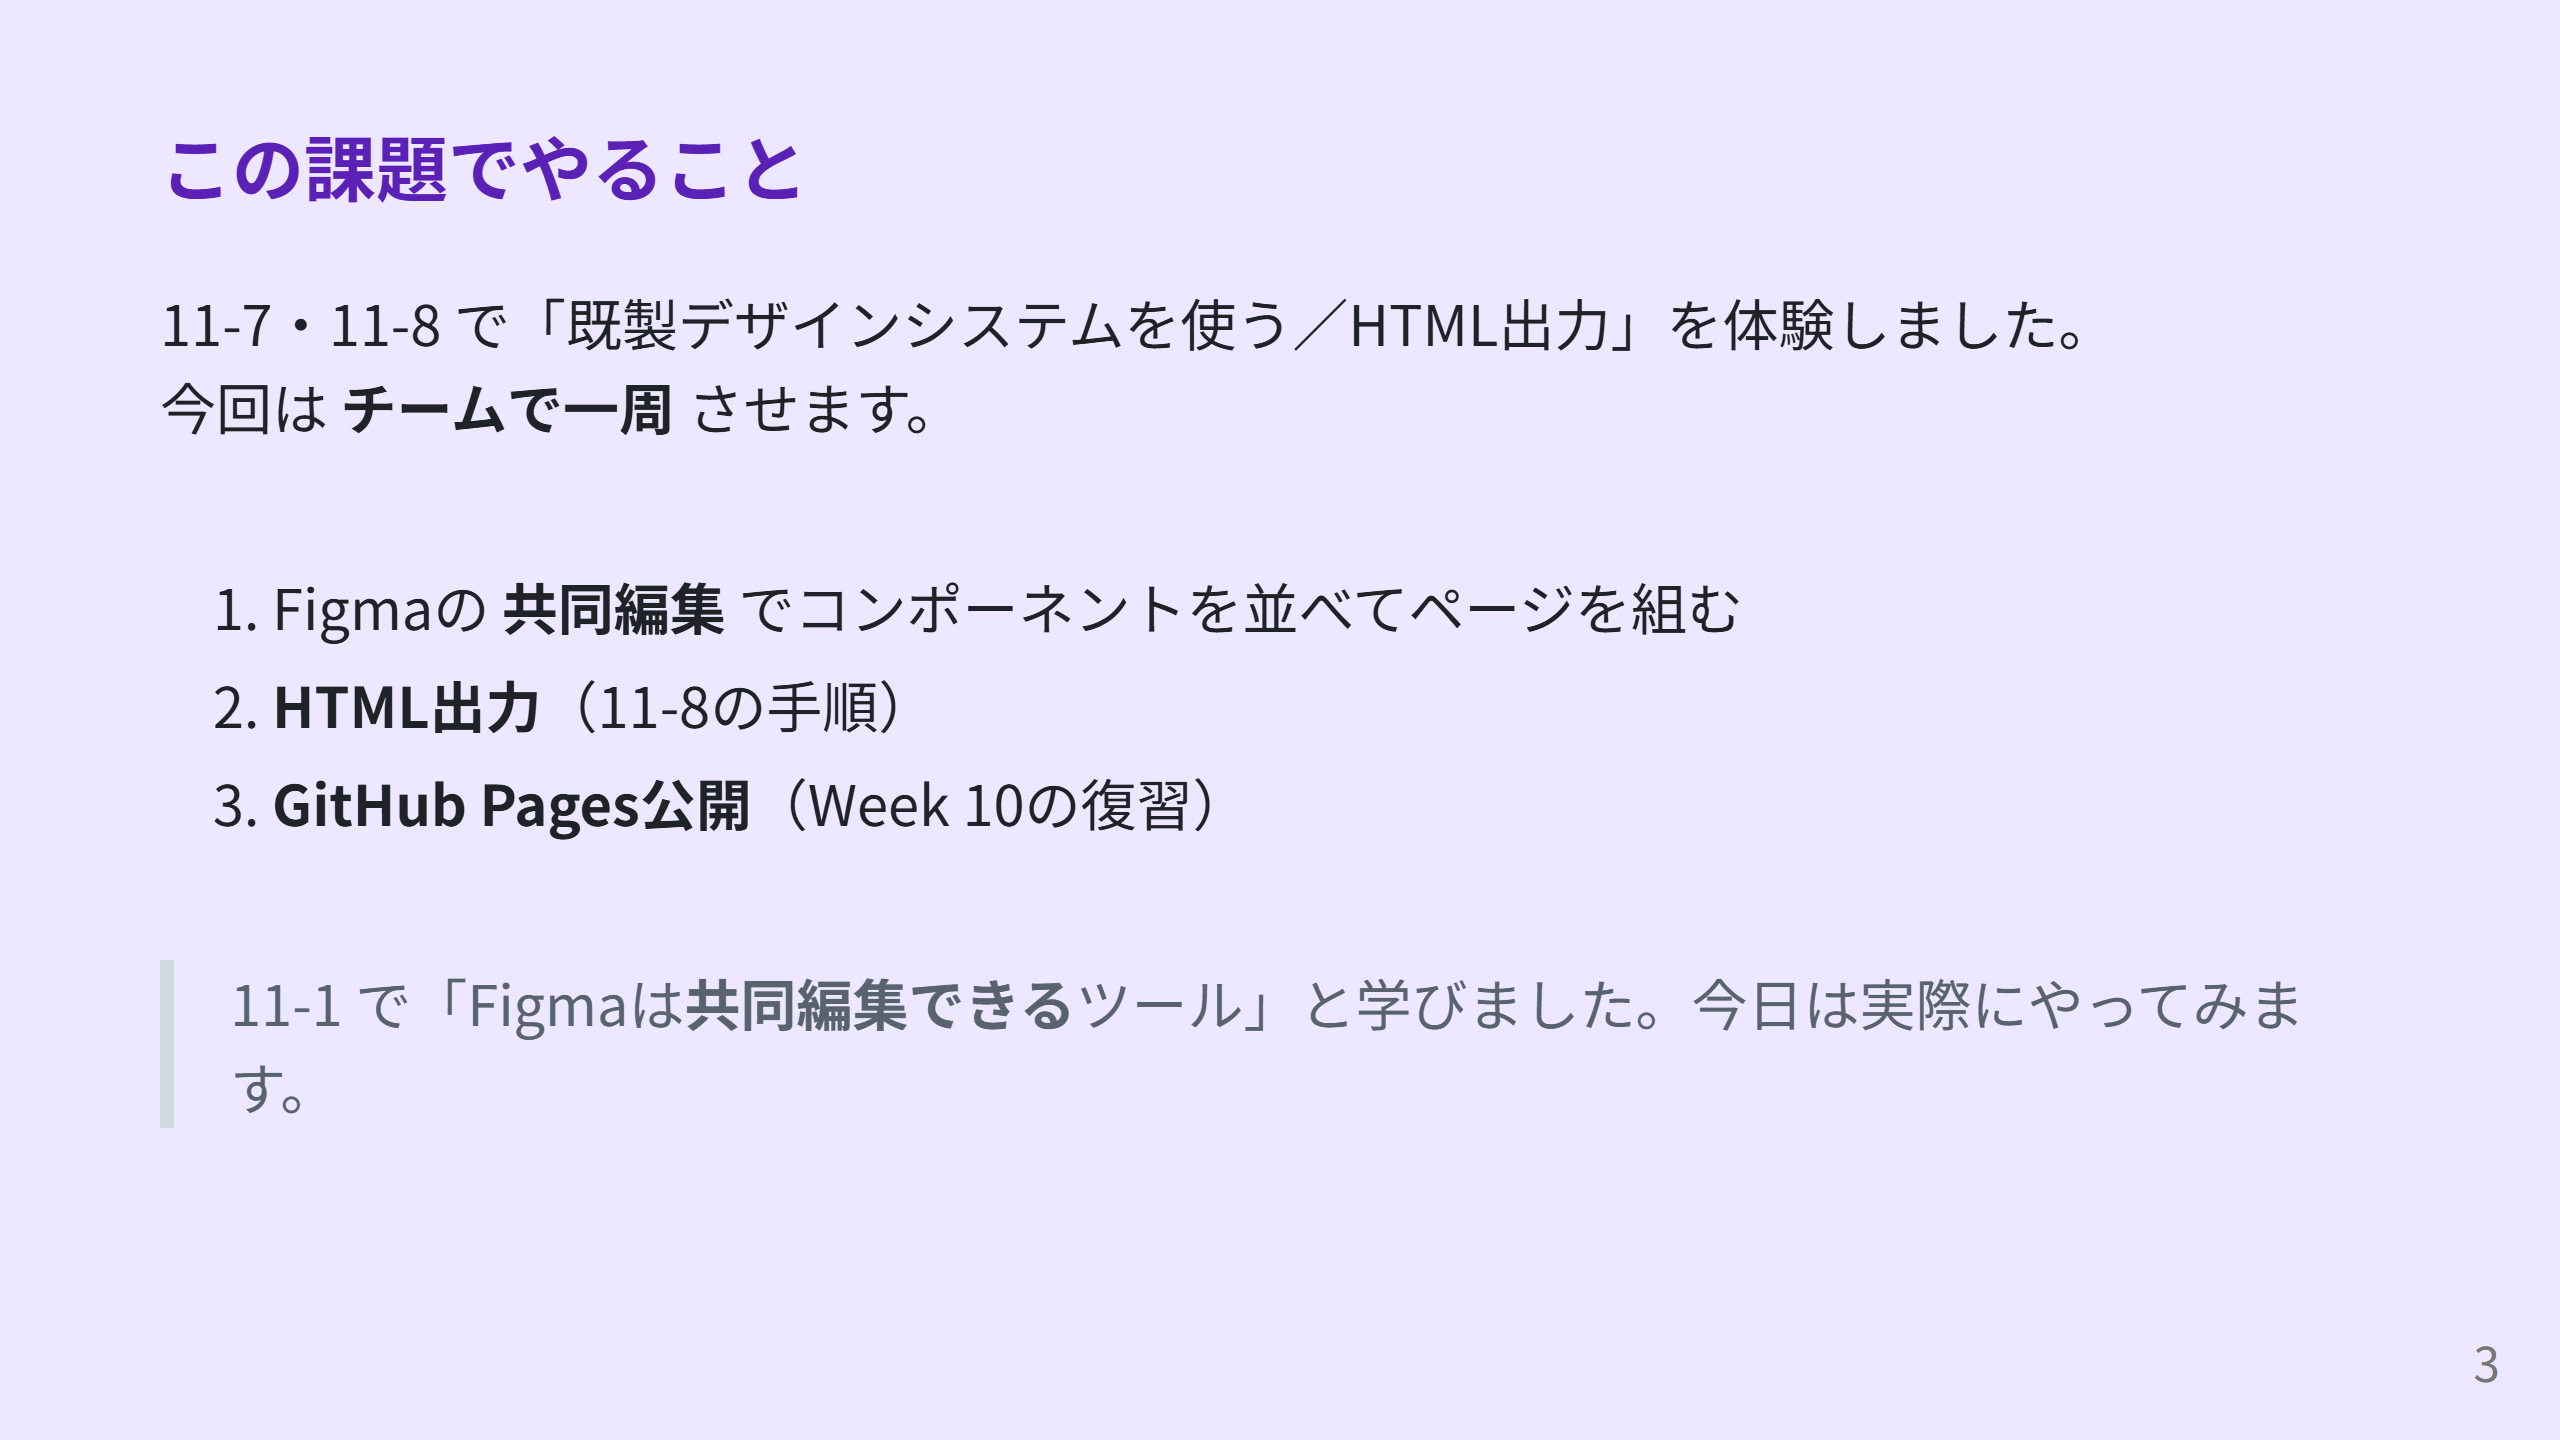 この課題でやること
11-7・11-8 で「既製デザインシステムを使う／HTML出力」を体験しました。
今回は チームで一周 させます。
1. Figmaの 共同編集 でコンポーネントを並べてページを組む
2. HTML出力（11-8の手順）
3. GitHub Pages公開（Week 10の復習）
11-1 で「Figmaは共同編集できるツール」と学びました。今日は実際にやってみま
す。
3